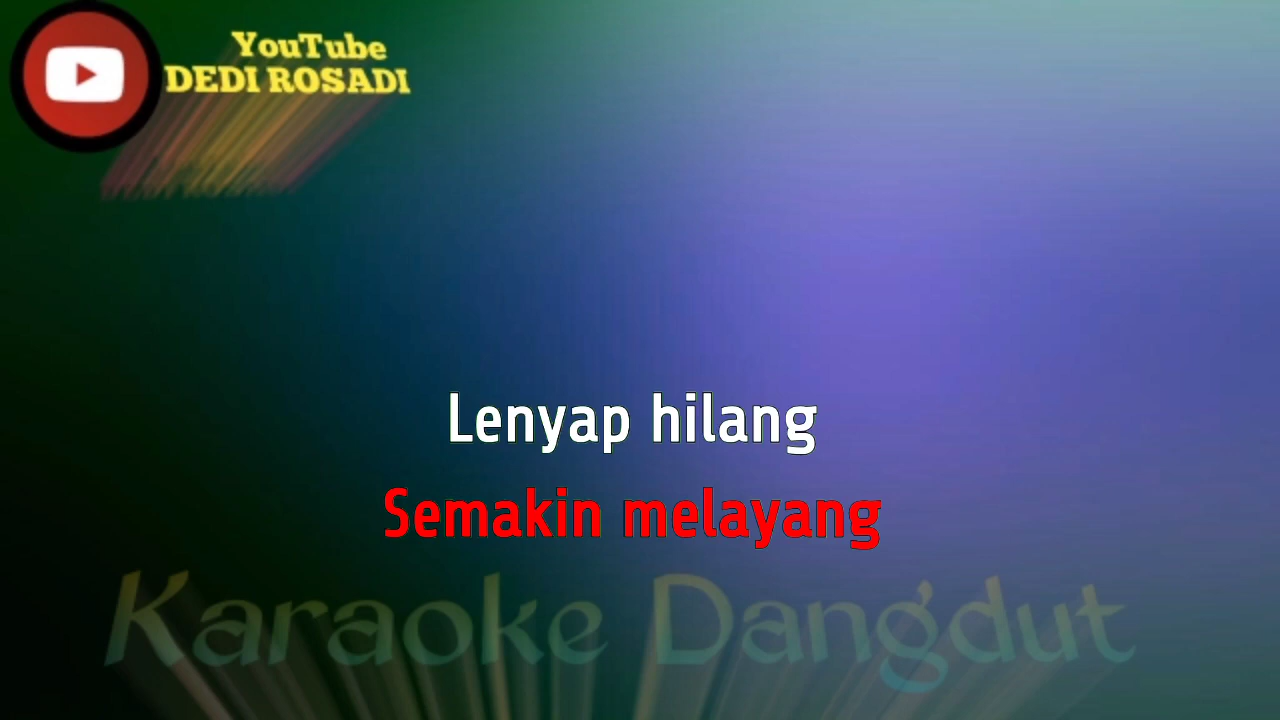 YouTube
DEDI ROSADI
Lenyap hilang
Semakin melayang
Karaoke Dangdut